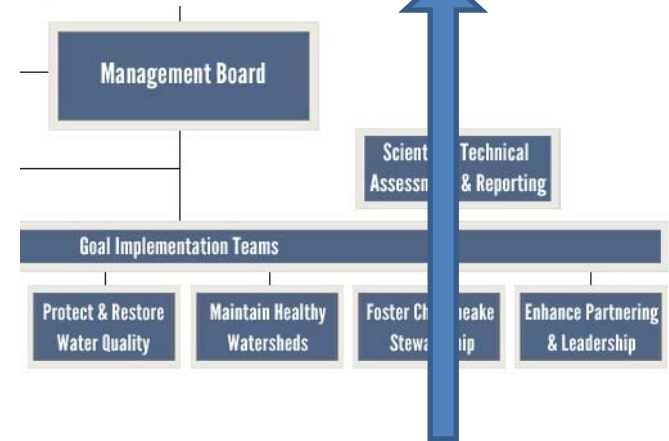 Management Board
Technical
& Reporting
Goal Implementation Teams
Protect & Restore
Water Quality
Maintain Healthy
Watersheds
Foster
Enhance Partnering
& Leadership